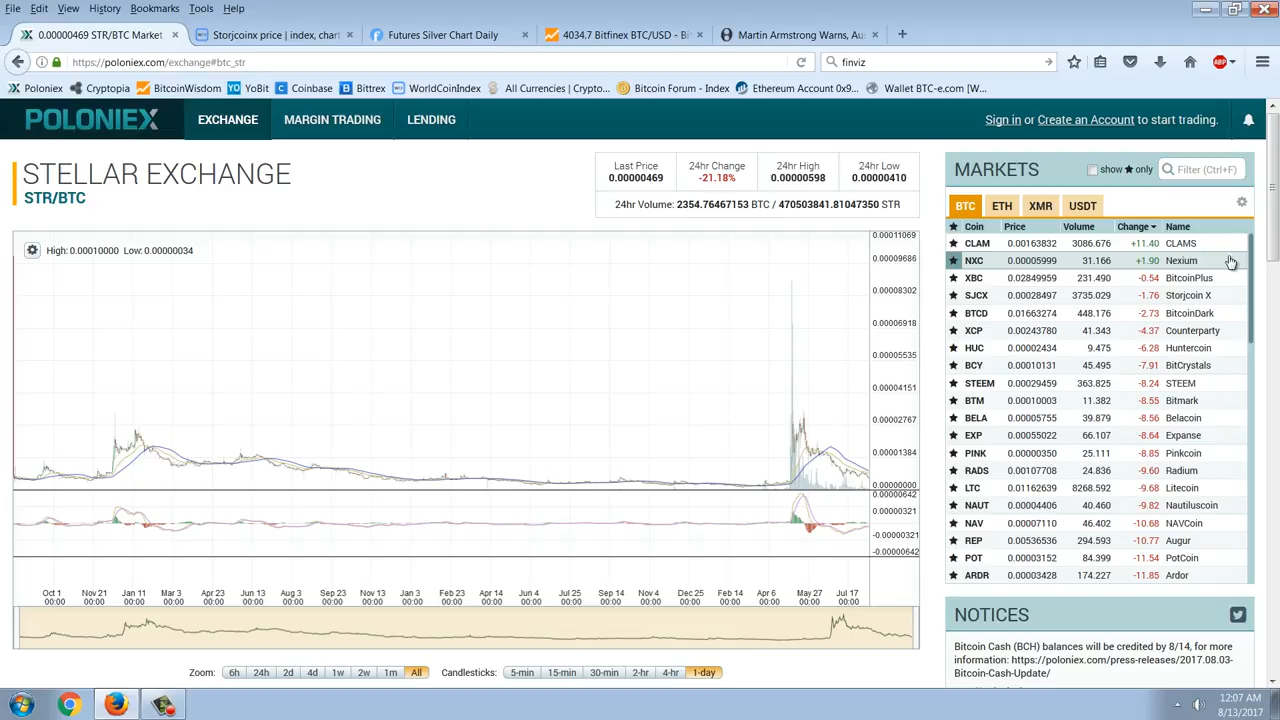 File Edit View History Bookmarks Tools Help
0.00000469 STR/BTC Market
Storjcoinx price | index, chart
Futures Silver Chart Daily
4034.7 Bitfinex BTC/USD - Bi
Martin Armstrong Warns, Au
https://poloniex.com/exchange#btc_str
finviz
ABP
Poloniex Cryptopia BitcoinWisdom YoBit Coinbase Bittrex WorldCoinIndex All Currencies | Crypto... Bitcoin Forum - Index Ethereum Account 0x9... Wallet BTC-e.com [W...
POLONIEX EXCHANGE MARGIN TRADING LENDING Sign in or Create an Account to start trading.
STELLAR EXCHANGE
STR/BTC
Last Price 24hr Change 24hr High 24hr Low
0.00000469 -21.18% 0.00000598 0.00000410
24hr Volume: 2354.76467153 BTC / 470503841.81047350 STR
High: 0.00010000 Low: 0.00000034
0.00011069
0.00009686
0.00008302
0.00006918
0.00005535
0.00004151
0.00002767
0.00001384
0.00000000
0.00000642
0.00000321
-0.00000321
-0.00000642
Oct 1 Nov 21 Jan 11 Mar 3 Apr 23 Jun 13 Aug 3 Sep 23 Nov 13 Jan 3 Feb 23 Apr 14 Jun 4 Jul 25 Sep 14 Nov 4 Dec 25 Feb 14 Apr 6 May 27 Jul 17
00:00 00:00 00:00 00:00 00:00 00:00 00:00 00:00 00:00 00:00 00:00 00:00 00:00 00:00 00:00 00:00 00:00 00:00 00:00 00:00 00:00
Zoom: 6h 24h 2d 4d 1w 2w 1m All Candlesticks: 5-min 15-min 30-min 2-hr 4-hr 1-day
MARKETS show ★ only Filter (Ctrl+F)
BTC ETH XMR USDT
★ Coin Price Volume Change Name
★ CLAM 0.00163832 3086.676 +11.40 CLAMS
★ NXC 0.00005999 31.166 +1.90 Nexium
★ XBC 0.02849959 231.490 -0.54 BitcoinPlus
★ SJCX 0.00028497 3735.029 -1.76 Storjcoin X
★ BTCD 0.01663274 448.176 -2.73 BitcoinDark
★ XCP 0.00243780 41.343 -4.37 Counterparty
★ HUC 0.00002434 9.475 -6.28 Huntercoin
★ BCY 0.00010131 45.495 -7.91 BitCrystals
★ STEEM 0.00029459 363.825 -8.24 STEEM
★ BTM 0.00010003 11.382 -8.55 Bitmark
★ BELA 0.00005755 39.879 -8.56 Belacoin
★ EXP 0.00055022 66.107 -8.64 Expanse
★ PINK 0.00000350 25.111 -8.85 Pinkcoin
★ RADS 0.00107708 24.836 -9.60 Radium
★ LTC 0.01162639 8268.592 -9.68 Litecoin
★ NAUT 0.00004406 40.460 -9.82 Nautiluscoin
★ NAV 0.00007110 46.402 -10.68 NAVCoin
★ REP 0.00536536 294.593 -10.77 Augur
★ POT 0.00003152 84.399 -11.54 PotCoin
★ ARDR 0.00003428 174.227 -11.85 Ardor
NOTICES
Bitcoin Cash (BCH) balances will be credited by 8/14, for more
information: https://poloniex.com/press-releases/2017.08.03-
Bitcoin-Cash-Update/
12:07 AM
8/13/2017